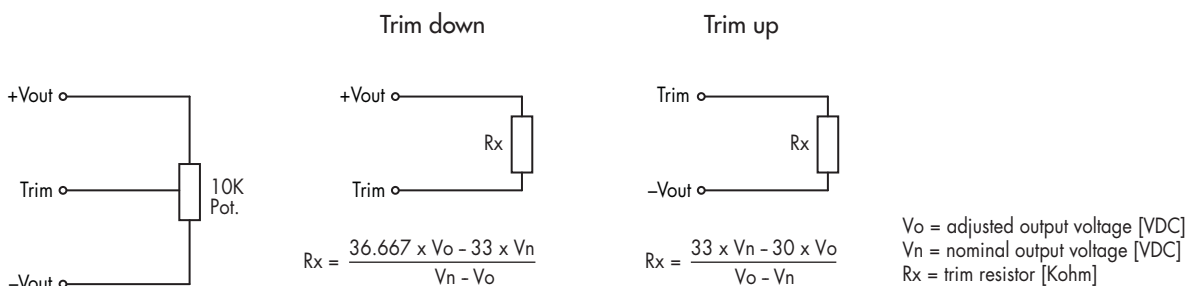 Trim down
Trim up
+Vout
Trim
–Vout
10K
Pot.
+Vout
Trim
Rx
Rx = 36.667 x Vo – 33 x Vn
Vn – Vo
Trim
–Vout
Rx
Rx = 33 x Vn – 30 x Vo
Vo – Vn
Vo = adjusted output voltage [VDC]
Vn = nominal output voltage [VDC]
Rx = trim resistor [Kohm]